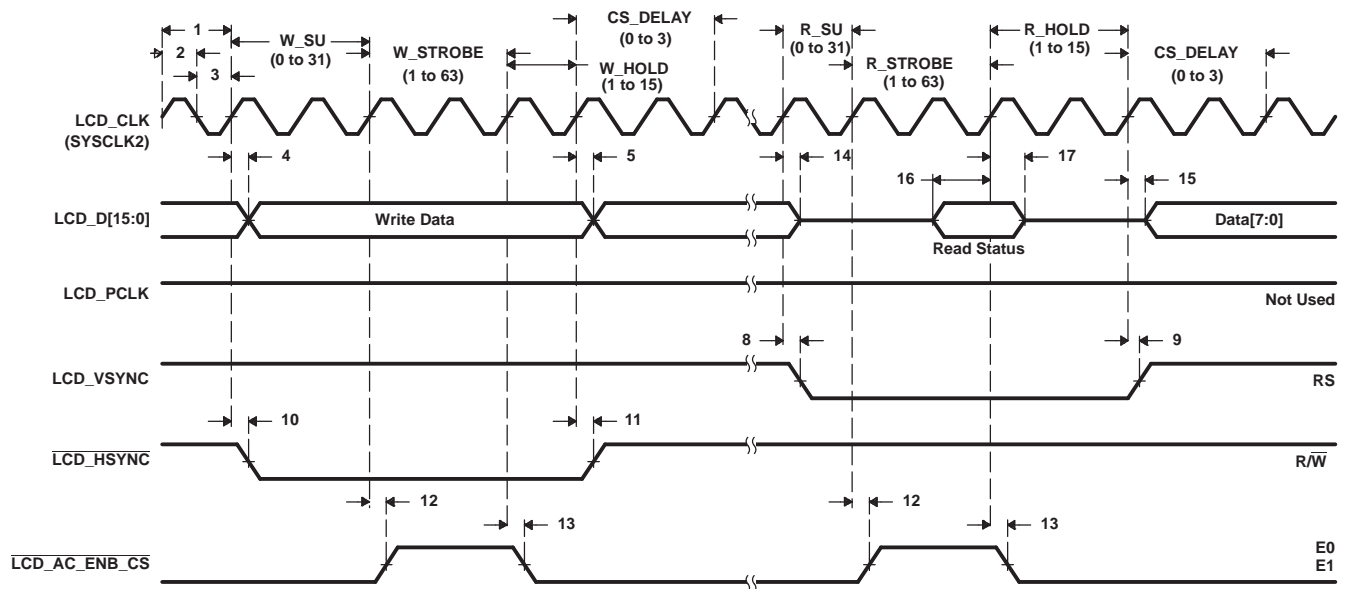 1
CS_DELAY
(0 to 3)
R_SU
(0 to 31)
R_HOLD
(1 to 15)
2
W_SU
(0 to 31)
W_STROBE
(1 to 63)
CS_DELAY
(0 to 3)
3
W_HOLD
(1 to 15)
R_STROBE
(1 to 63)
LCD_CLK
(SYSCLK2)
4
5
14
17
16
15
LCD_D[15:0]
Write Data
Data[7:0]
Read Status
LCD_PCLK
Not Used
8
9
LCD_VSYNC
RS
10
11
LCD_HSYNC
R/W
12
12
13
13
LCD_AC_ENB_CS
E0
E1